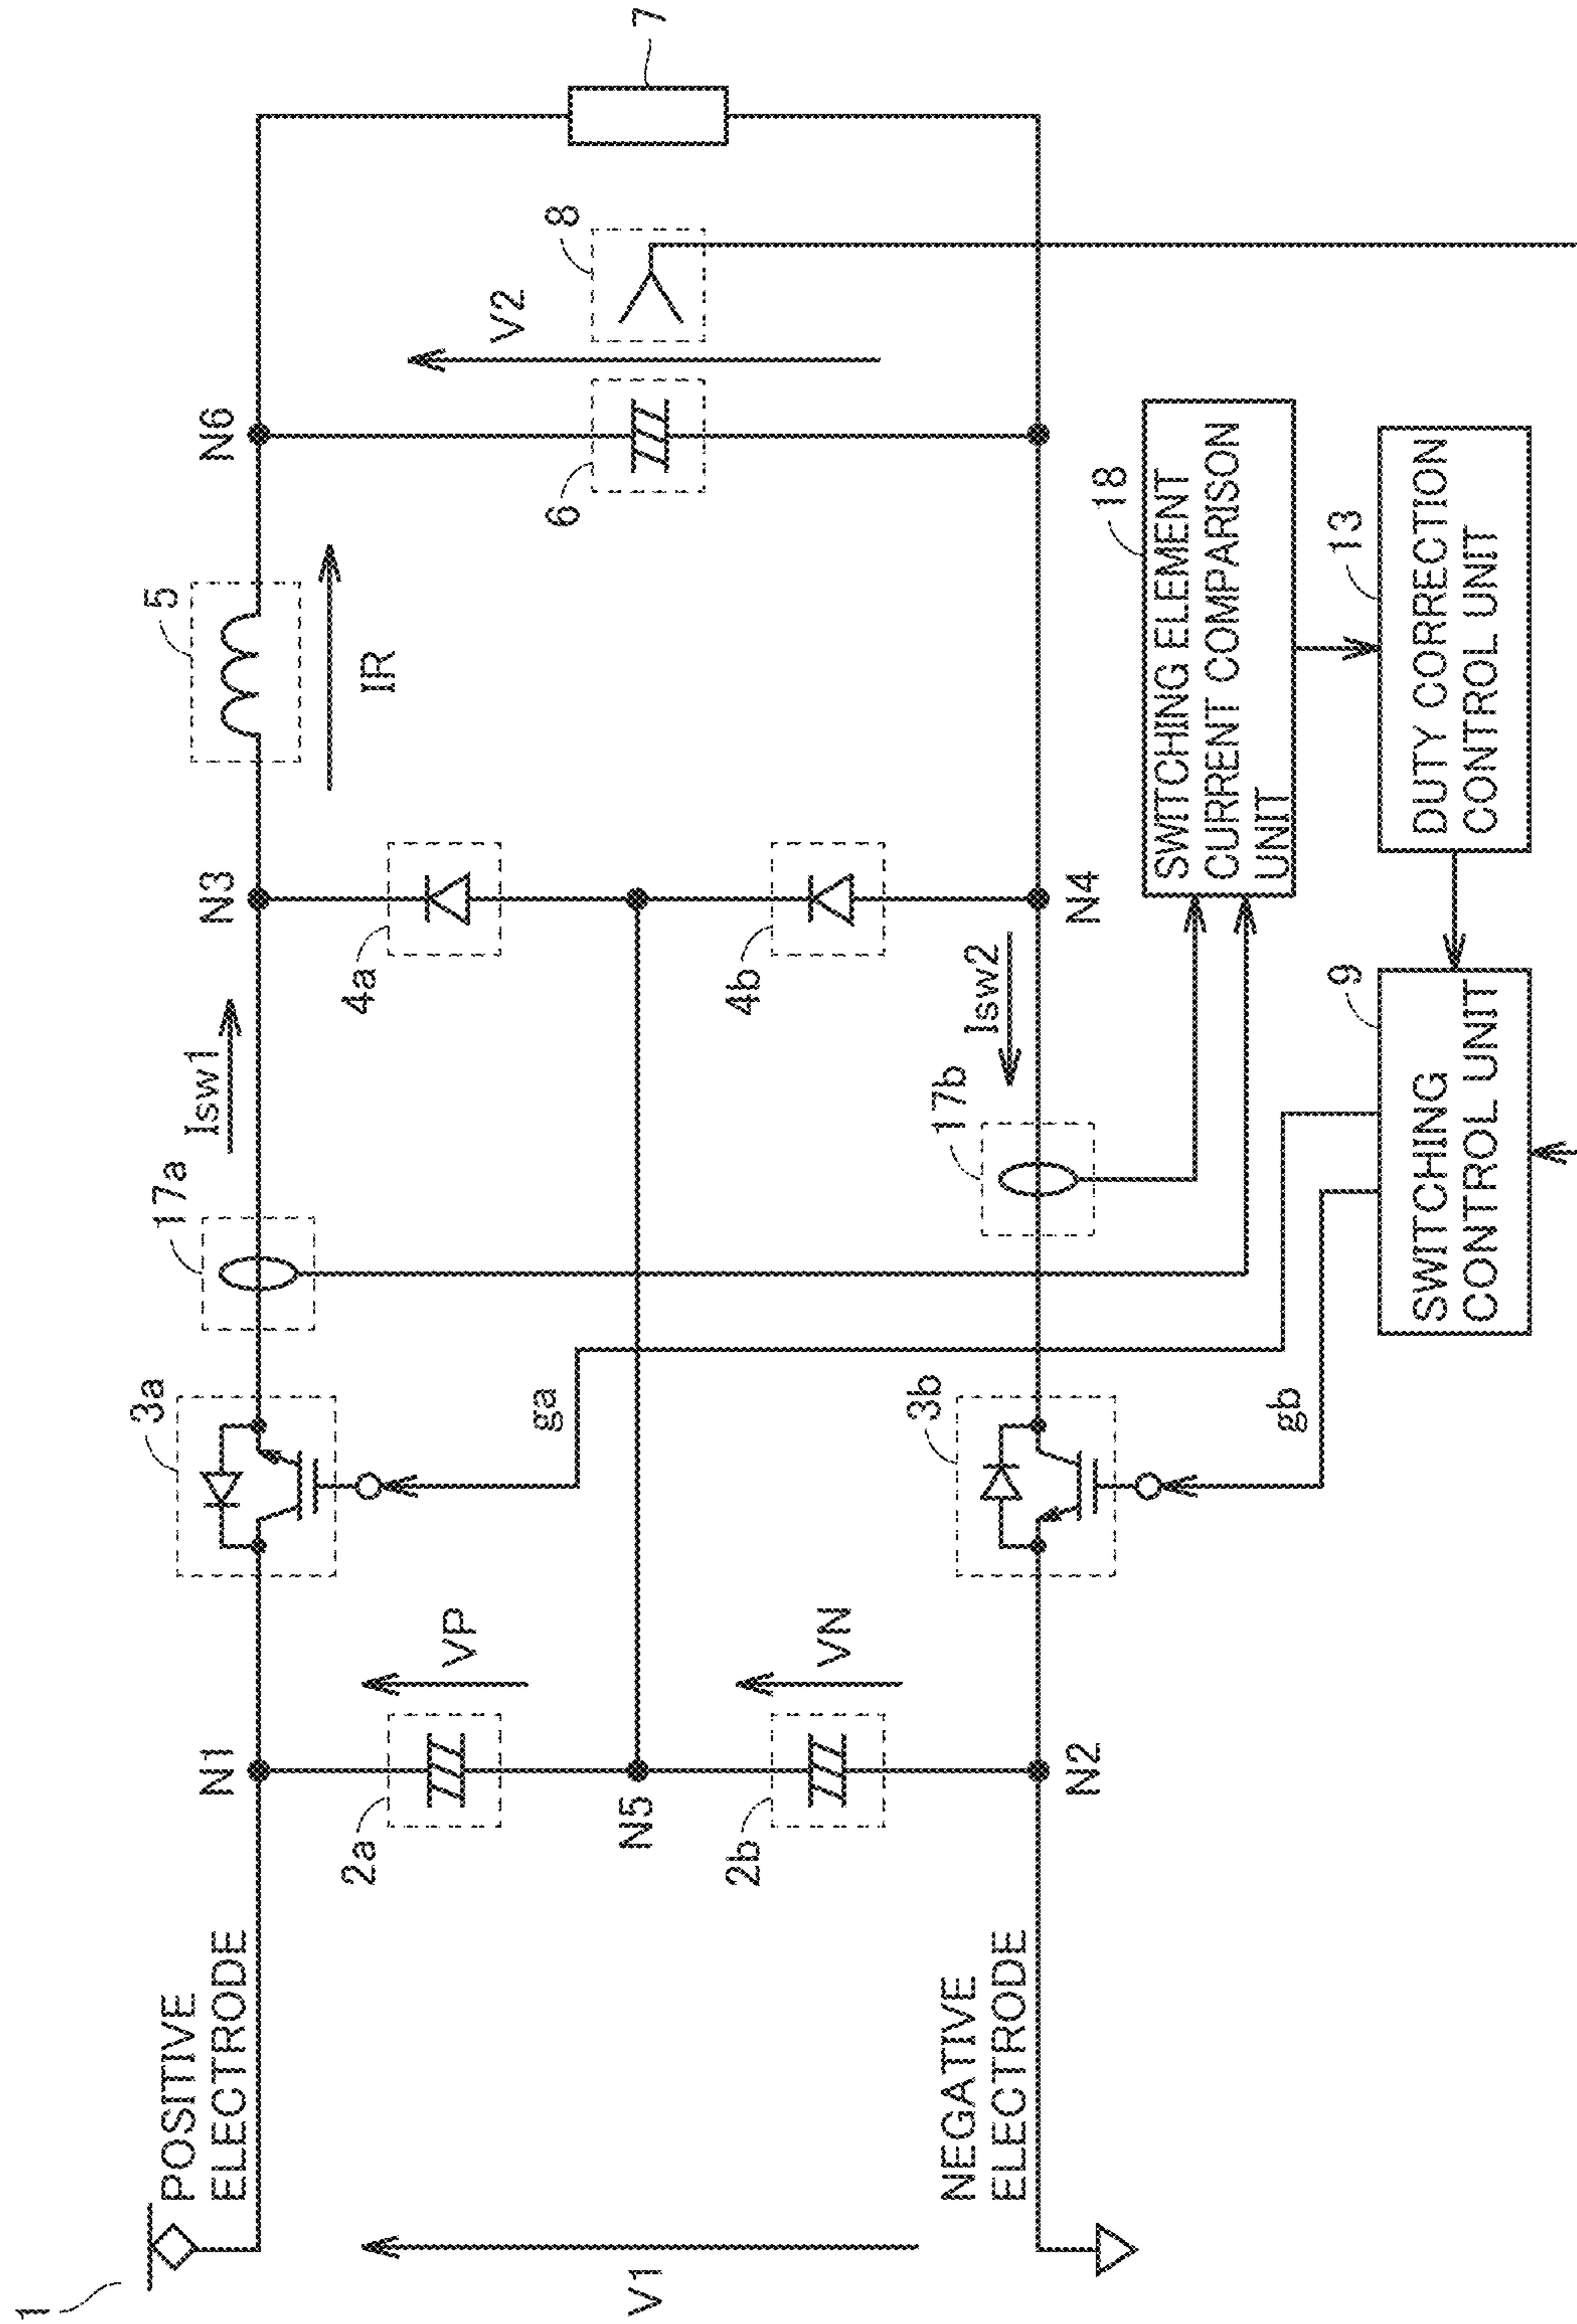 1
POSITIVE
ELECTRODE
V1
NEGATIVE
ELECTRODE
N1
2a
VP
N5
2b
VN
N2
3a
ga
3b
gb
17a
Isw1
17b
Isw2
N3
4a
4b
N4
5
IR
N6
6
V2
8
7
18
SWITCHING ELEMENT
CURRENT COMPARISON
UNIT
13
DUTY CORRECTION
CONTROL UNIT
9
SWITCHING
CONTROL UNIT